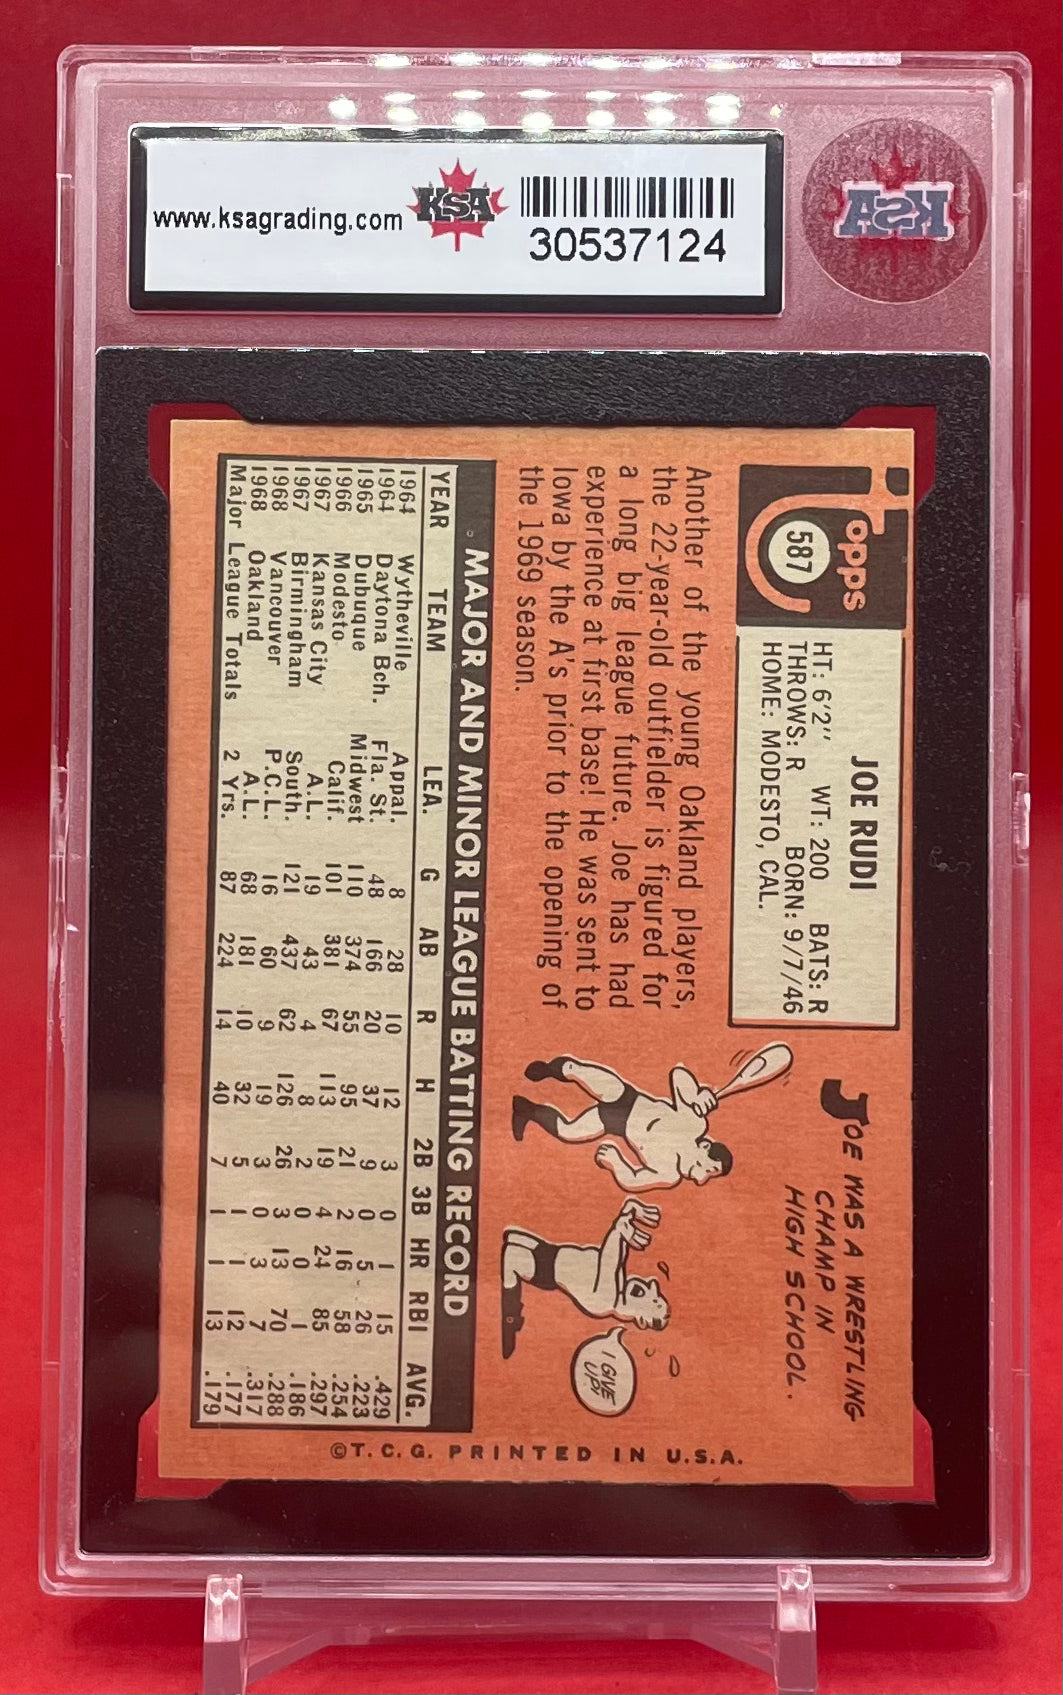 www.ksagrading.com
KSA
30537124
KSA
Topps
587
JOE RUDI
HT: 6'2" WT: 200 BATS: R
THROWS: R BORN: 9/7/46
HOME: MODESTO, CAL.
JOE WAS A WRESTLING
CHAMP IN
HIGH SCHOOL.
I GIVE
UP!
Another of the young Oakland players,
the 22-year-old outfielder is figured for
a long big league future. Joe has had
experience at first base! He was sent to
Iowa by the A's prior to the opening of
the 1969 season.
MAJOR AND MINOR LEAGUE BATTING RECORD
YEAR TEAM LEA. G AB R H 2B 3B HR RBI AVG.
1964 Wytheville Appal. 8 28 10 12 3 0 1 15 .429
1964 Daytona Bch. Fla. St. 48 166 20 37 9 0 5 26 .223
1965 Dubuque Midwest 110 374 55 95 21 2 16 58 .254
1966 Modesto Calif. 101 381 67 113 19 4 24 85 .297
1967 Kansas City A.L. 19 43 4 8 2 0 0 1 .186
1967 Birmingham South. 121 437 62 126 26 3 13 70 .288
1968 Vancouver P.C.L. 16 60 9 19 3 0 3 7 .317
1968 Oakland A.L. 68 181 10 32 5 1 1 12 .177
Major League Totals 2 Yrs. 87 224 14 40 7 1 1 13 .179
©T.C.G. PRINTED IN U.S.A.